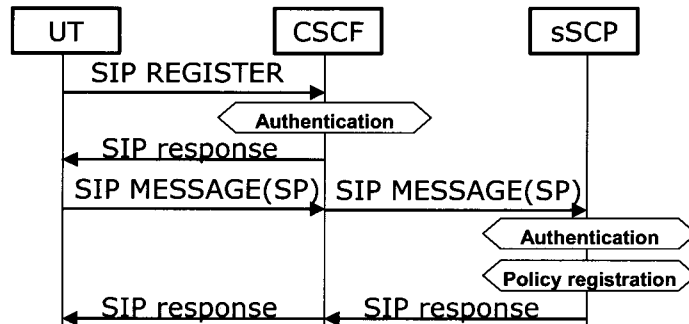 UT CSCF sSCP
SIP REGISTER
Authentication
SIP response
SIP MESSAGE(SP) SIP MESSAGE(SP)
Authentication
Policy registration
SIP response SIP response